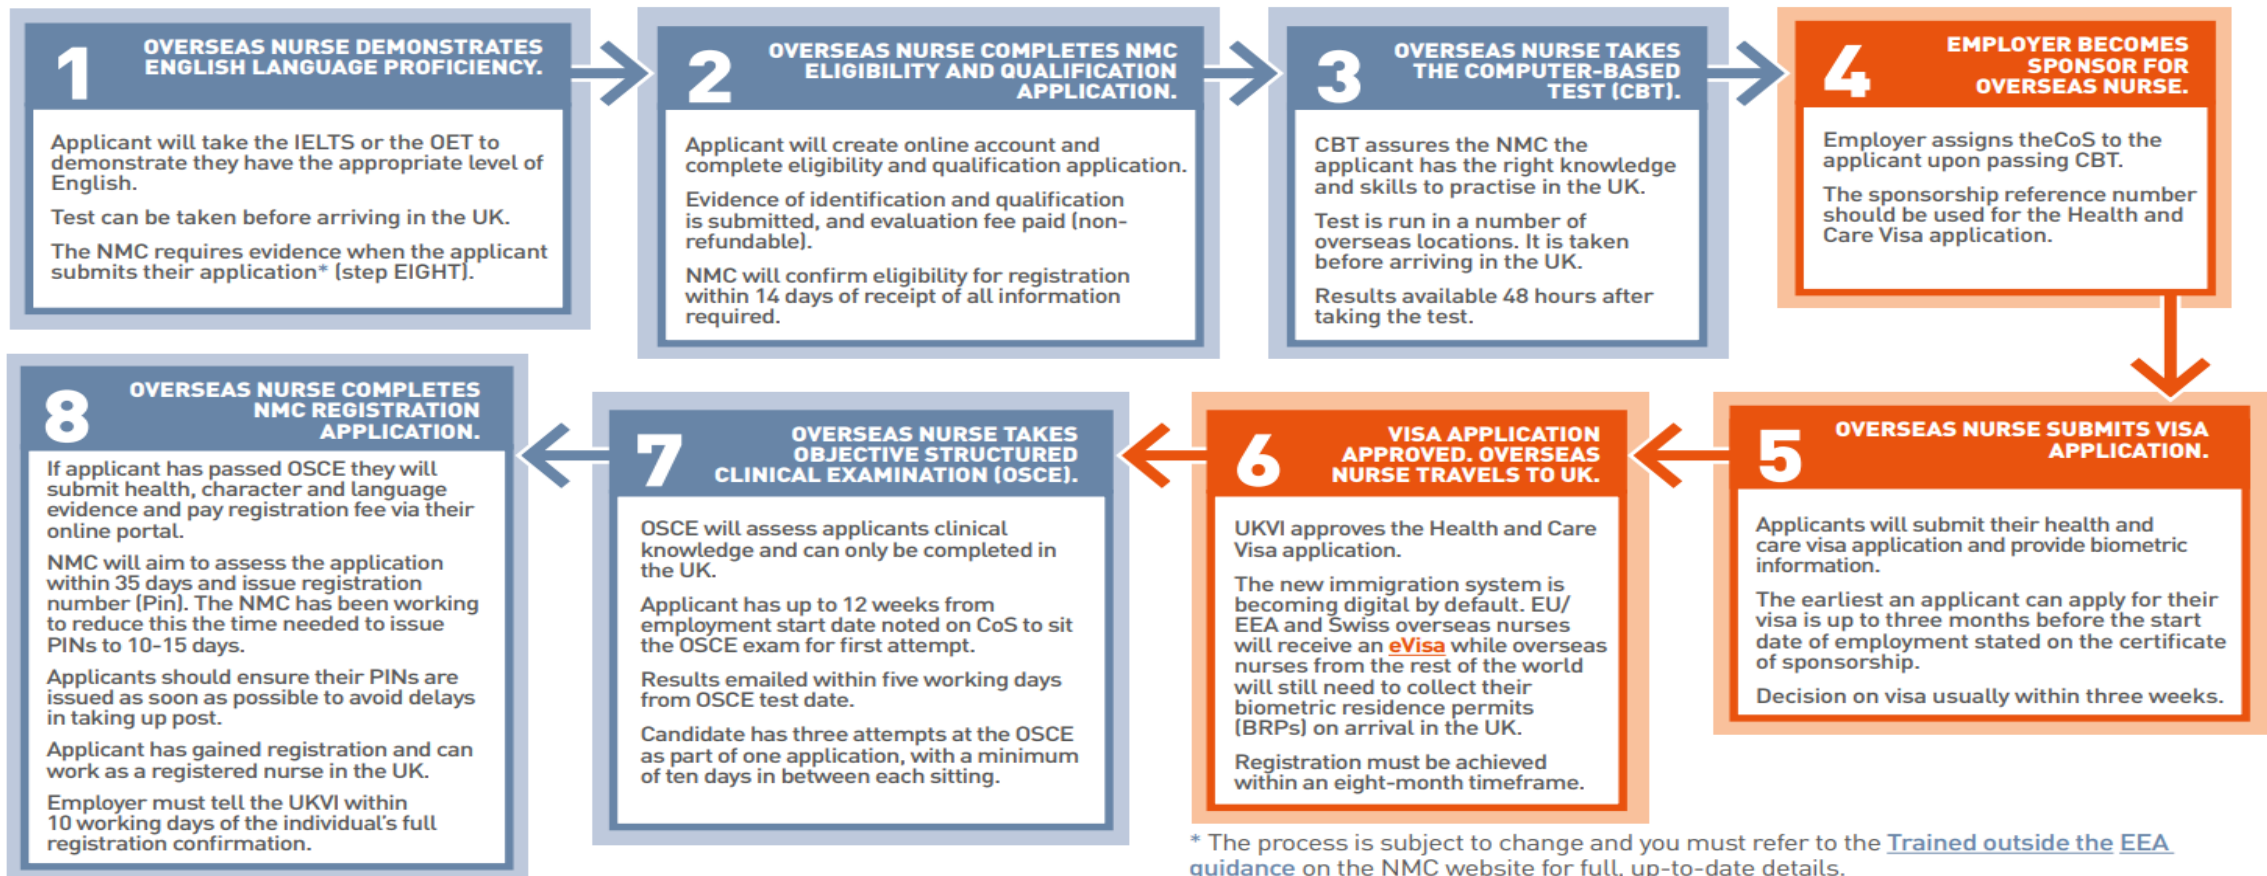 1
OVERSEAS NURSE DEMONSTRATES
ENGLISH LANGUAGE PROFICIENCY.
Applicant will take the IELTS or the OET to
demonstrate they have the appropriate level of
English.
Test can be taken before arriving in the UK.
The NMC requires evidence when the applicant
submits their application* (step EIGHT).
2
OVERSEAS NURSE COMPLETES NMC
ELIGIBILITY AND QUALIFICATION
APPLICATION.
Applicant will create online account and
complete eligibility and qualification application.
Evidence of identification and qualification
is submitted, and evaluation fee paid (non-
refundable).
NMC will confirm eligibility for registration
within 14 days of receipt of all information
required.
3
OVERSEAS NURSE TAKES
THE COMPUTER-BASED
TEST (CBT).
CBT assures the NMC the
applicant has the right knowledge
and skills to practise in the UK.
Test is run in a number of
overseas locations. It is taken
before arriving in the UK.
Results available 48 hours after
taking the test.
4
EMPLOYER BECOMES
SPONSOR FOR
OVERSEAS NURSE.
Employer assigns theCoS to the
applicant upon passing CBT.
The sponsorship reference number
should be used for the Health and
Care Visa application.
5
OVERSEAS NURSE SUBMITS VISA
APPLICATION.
Applicants will submit their health and
care visa application and provide biometric
information.
The earliest an applicant can apply for their
visa is up to three months before the start
date of employment stated on the certificate
of sponsorship.
Decision on visa usually within three weeks.
6
VISA APPLICATION
APPROVED. OVERSEAS
NURSE TRAVELS TO UK.
UKVI approves the Health and Care
Visa application.
The new immigration system is
becoming digital by default. EU/
EEA and Swiss overseas nurses
will receive an eVisa while overseas
nurses from the rest of the world
will still need to collect their
biometric residence permits
(BRPs) on arrival in the UK.
Registration must be achieved
within an eight-month timeframe.
7
OVERSEAS NURSE TAKES
OBJECTIVE STRUCTURED
CLINICAL EXAMINATION (OSCE).
OSCE will assess applicants clinical
knowledge and can only be completed in
the UK.
Applicant has up to 12 weeks from
employment start date noted on CoS to sit
the OSCE exam for first attempt.
Results emailed within five working days
from OSCE test date.
Candidate has three attempts at the OSCE
as part of one application, with a minimum
of ten days in between each sitting.
8
OVERSEAS NURSE COMPLETES
NMC REGISTRATION
APPLICATION.
If applicant has passed OSCE they will
submit health, character and language
evidence and pay registration fee via their
online portal.
NMC will aim to assess the application
within 35 days and issue registration
number (Pin). The NMC has been working
to reduce this the time needed to issue
PINs to 10-15 days.
Applicants should ensure their PINs are
issued as soon as possible to avoid delays
in taking up post.
Applicant has gained registration and can
work as a registered nurse in the UK.
Employer must tell the UKVI within
10 working days of the individual's full
registration confirmation.
* The process is subject to change and you must refer to the Trained outside the EEA
guidance on the NMC website for full, up-to-date details.